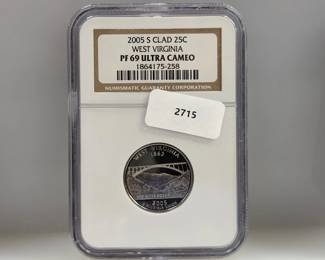 2005 S CLAD 25C
WEST VIRGINIA
PF 69 ULTRA CAMEO
1864175-258
NUMISMATIC GUARANTY CORPORATION
2715
WEST VIRGINIA
1863
2005